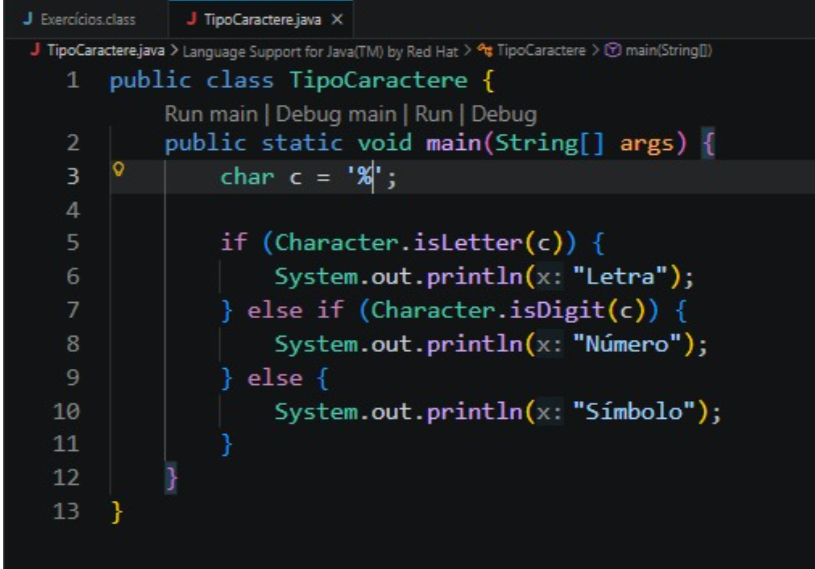 J Exercícios.class J TipoCaractere.java ×
J TipoCaractere.java > Language Support for Java(TM) by Red Hat > TipoCaractere > main(String[])
1 public class TipoCaractere {
Run main | Debug main | Run | Debug
2 public static void main(String[] args) {
3 char c = '%';
4
5 if (Character.isLetter(c)) {
6 System.out.println(x: "Letra");
7 } else if (Character.isDigit(c)) {
8 System.out.println(x: "Número");
9 } else {
10 System.out.println(x: "Símbolo");
11 }
12 }
13 }